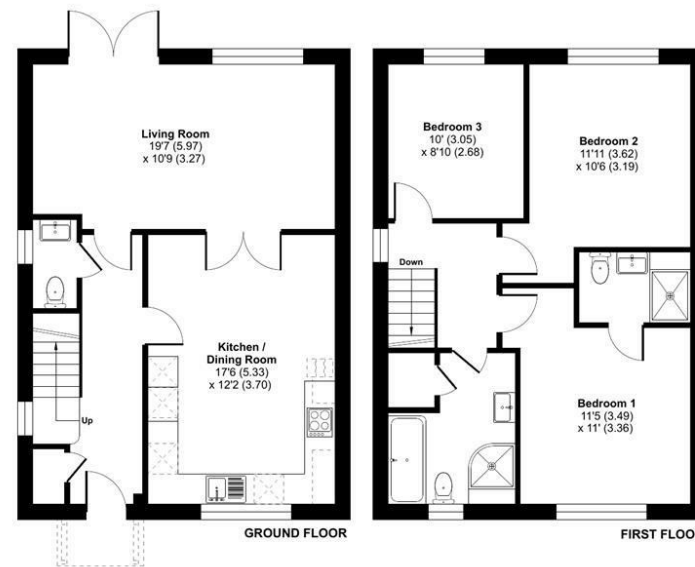 Living Room
19'7 (5.97)
x 10'9 (3.27)
Kitchen /
Dining Room
17'6 (5.33)
x 12'2 (3.70)
Up
GROUND FLOOR
Bedroom 3
10' (3.05)
x 8'10 (2.68)
Bedroom 2
11'11 (3.62)
x 10'6 (3.19)
Down
Bedroom 1
11'5 (3.49)
x 11' (3.36)
FIRST FLOO